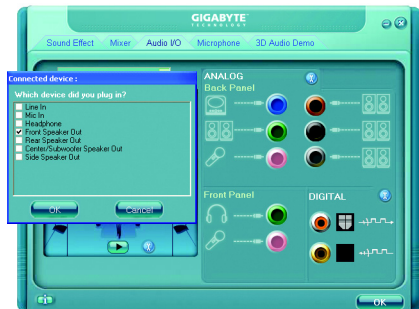 GIGABYTE
TECHNOLOGY
Sound Effect Mixer Audio I/O Microphone 3D Audio Demo
Connected device :
Which device did you plug in?
Line In
Mic In
Headphone
Front Speaker Out
Rear Speaker Out
Center/Subwoofer Speaker Out
Side Speaker Out
OK Cancel
ANALOG
Back Panel
Front Panel
DIGITAL
OK